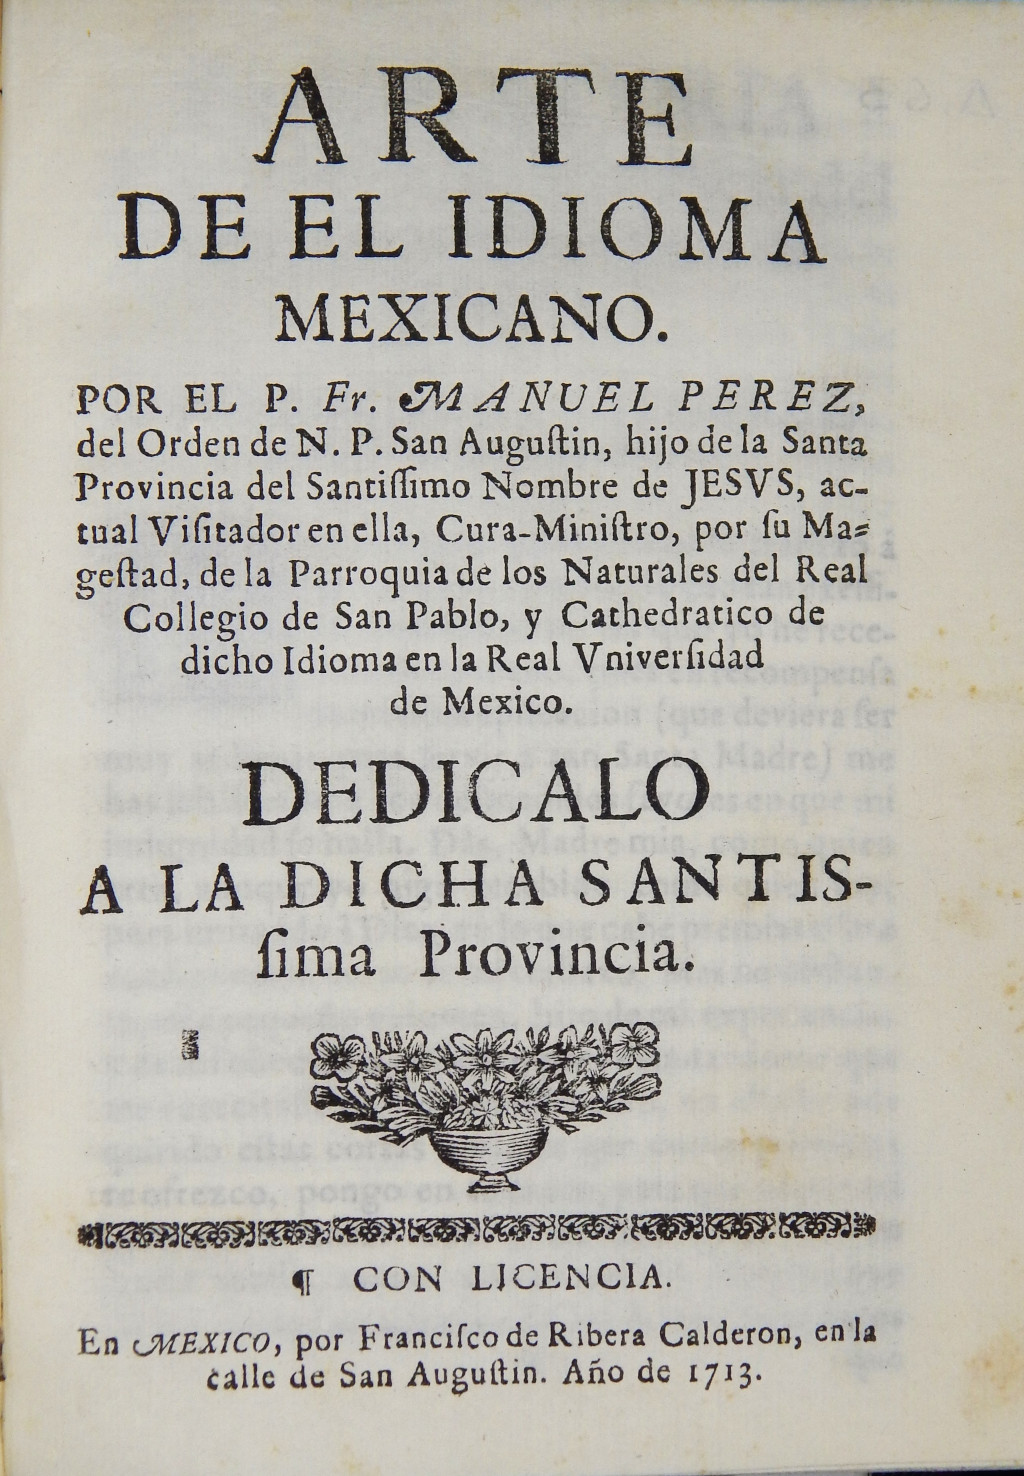 ARTE
DE EL IDIOMA
MEXICANO.
POR EL P. Fr. MANUEL PEREZ,
del Orden de N. P. San Auguſtin, hijo de la Santa
Provincia del Santiſſimo Nombre de JESVS, ac-
tual Viſitador en ella, Cura-Miniſtro, por ſu Ma-
geſtad, de la Parroquia de los Naturales del Real
Collegio de San Pablo, y Cathedratico de
dicho Idioma en la Real Vniverſidad
de Mexico.
DEDICALO
A LA DICHA SANTIS-
ſima Provincia.
¶ CON LICENCIA.
En MEXICO, por Franciſco de Ribera Calderon, en la
calle de San Auguſtin. Año de 1713.